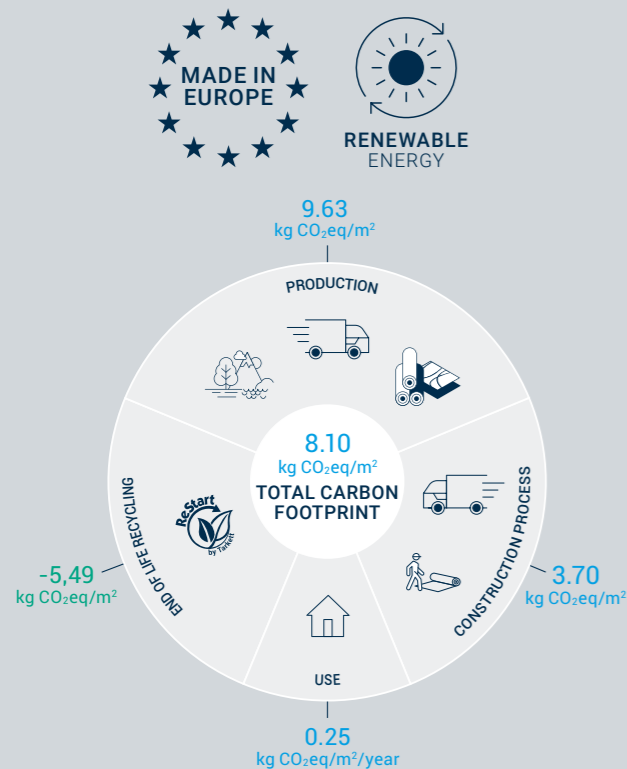 MADE IN
EUROPE
RENEWABLE
ENERGY
9.63
kg CO₂eq/m²
PRODUCTION
8.10
kg CO₂eq/m²
TOTAL CARBON
FOOTPRINT
END OF LIFE RECYCLING
ReStart
by Tarkett
-5,49
kg CO₂eq/m²
CONSTRUCTION PROCESS
3.70
kg CO₂eq/m²
USE
0.25
kg CO₂eq/m²/year